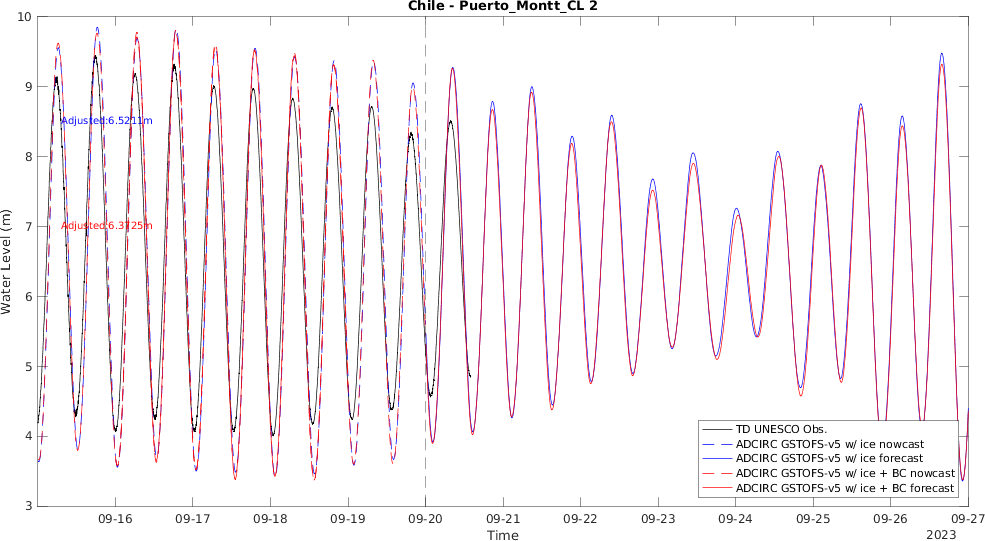 Chile - Puerto_Montt_CL 2
10
9
8
7
6
5
4
3
Water Level (m)
Adjusted:6.5211m
Adjusted:6.3725m
TD UNESCO Obs.
ADCIRC GSTOFS-v5 w/ ice nowcast
ADCIRC GSTOFS-v5 w/ ice forecast
ADCIRC GSTOFS-v5 w/ ice + BC nowcast
ADCIRC GSTOFS-v5 w/ ice + BC forecast
09-16 09-17 09-18 09-19 09-20 09-21 09-22 09-23 09-24 09-25 09-26 09-27
Time
2023